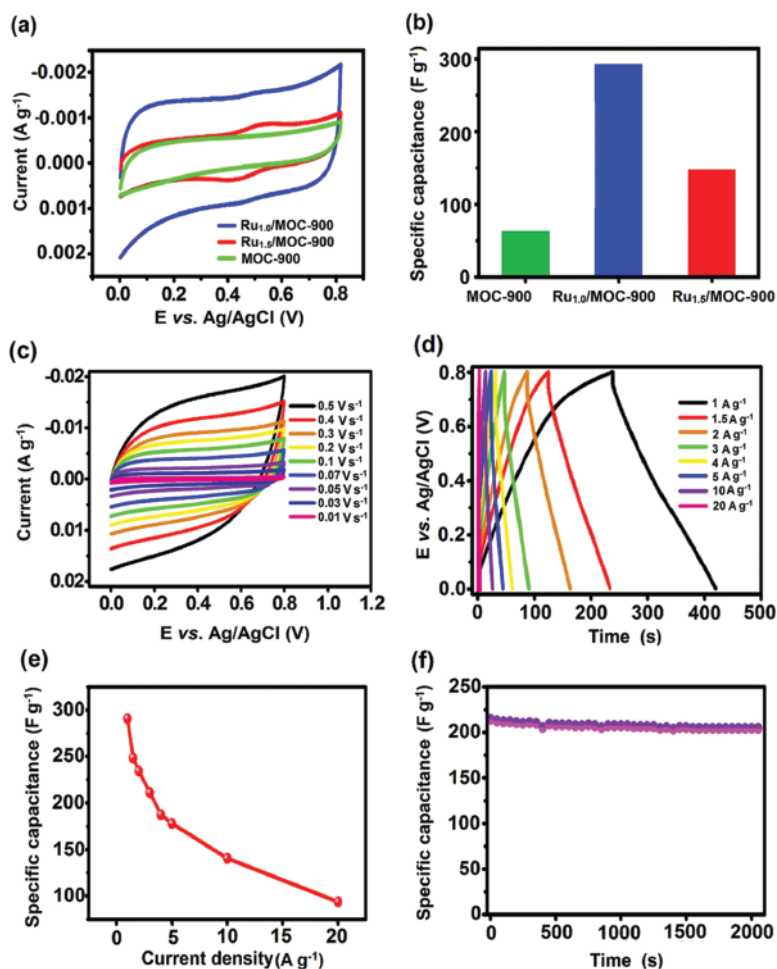 (a)
Current (A g⁻¹)
-0.002
-0.001
0.000
0.001
0.002
Ru₁.₀/MOC-900
Ru₁.₅/MOC-900
MOC-900
0.0 0.2 0.4 0.6 0.8
E vs. Ag/AgCl (V)
(b)
Specific capacitance (F g⁻¹)
300
200
100
0
MOC-900 Ru₁.₀/MOC-900 Ru₁.₅/MOC-900
(c)
Current (A g⁻¹)
-0.02
-0.01
0.00
0.01
0.02
0.5 V s⁻¹
0.4 V s⁻¹
0.3 V s⁻¹
0.2 V s⁻¹
0.1 V s⁻¹
0.07 V s⁻¹
0.05 V s⁻¹
0.03 V s⁻¹
0.01 V s⁻¹
0.0 0.2 0.4 0.6 0.8 1.0 1.2
E vs. Ag/AgCl (V)
(d)
E vs. Ag/AgCl (V)
0.8
0.4
0.2
0.0
1 A g⁻¹
1.5 A g⁻¹
2 A g⁻¹
3 A g⁻¹
4 A g⁻¹
5 A g⁻¹
10 A g⁻¹
20 A g⁻¹
0 100 200 300 400 500
Time (s)
(e)
Specific capacitance (F g⁻¹)
300
250
200
150
100
0 5 10 15 20
Current density(A g⁻¹)
(f)
Specific capacitance (F g⁻¹)
250
200
150
100
50
0
0 500 1000 1500 2000
Time (s)